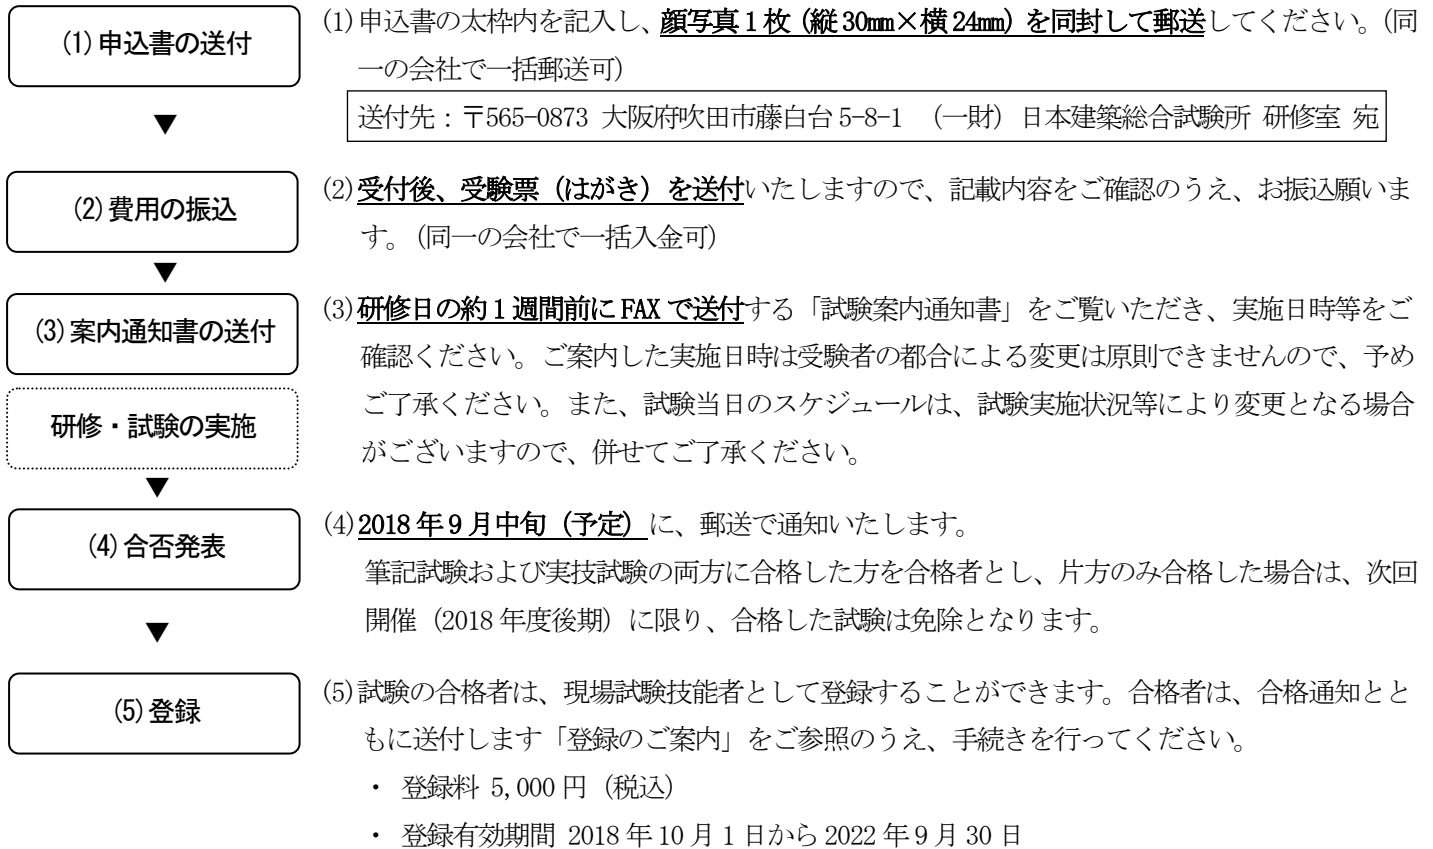 (1)申込書の送付
(1)申込書の太枠内を記入し、顔写真1枚（縦30㎜×横24㎜）を同封して郵送してください。(同
一の会社で一括郵送可)
送付先：〒565-0873 大阪府吹田市藤白台5-8-1 （一財）日本建築総合試験所 研修室 宛
▼
(2)費用の振込
(2)受付後、受験票（はがき）を送付いたしますので、記載内容をご確認のうえ、お振込願いま
す。(同一の会社で一括入金可)
▼
(3)案内通知書の送付
(3)研修日の約1週間前にFAXで送付する「試験案内通知書」をご覧いただき、実施日時等をご
確認ください。ご案内した実施日時は受験者の都合による変更は原則できませんので、予め
ご了承ください。また、試験当日のスケジュールは、試験実施状況等により変更となる場合
がございますので、併せてご了承ください。
研修・試験の実施
▼
(4)合否発表
(4)2018年9月中旬（予定）に、郵送で通知いたします。
筆記試験および実技試験の両方に合格した方を合格者とし、片方のみ合格した場合は、次回
開催（2018年度後期）に限り、合格した試験は免除となります。
▼
(5)登録
(5)試験の合格者は、現場試験技能者として登録することができます。合格者は、合格通知とと
もに送付します「登録のご案内」をご参照のうえ、手続きを行ってください。
・ 登録料 5,000円（税込）
・ 登録有効期間 2018年10月1日から2022年9月30日